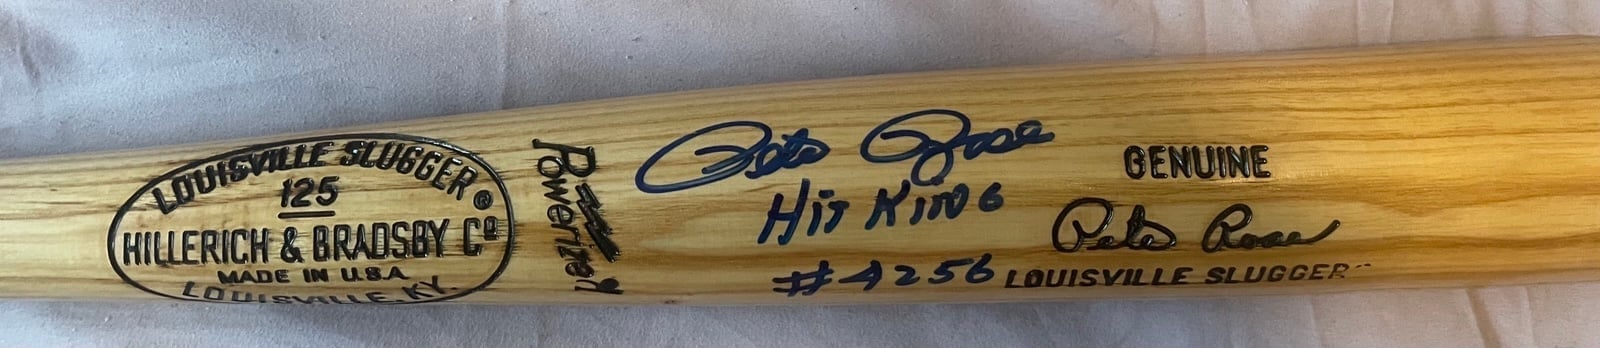 LOUISVILLE SLUGGER®
125
HILLERICH & BRADSBY Cº
MADE IN U.S.A
LOUISVILLE, KY.
Powerized
Pete Rose
Hit King
#4256
GENUINE
Pete Rose
LOUISVILLE SLUGGER™